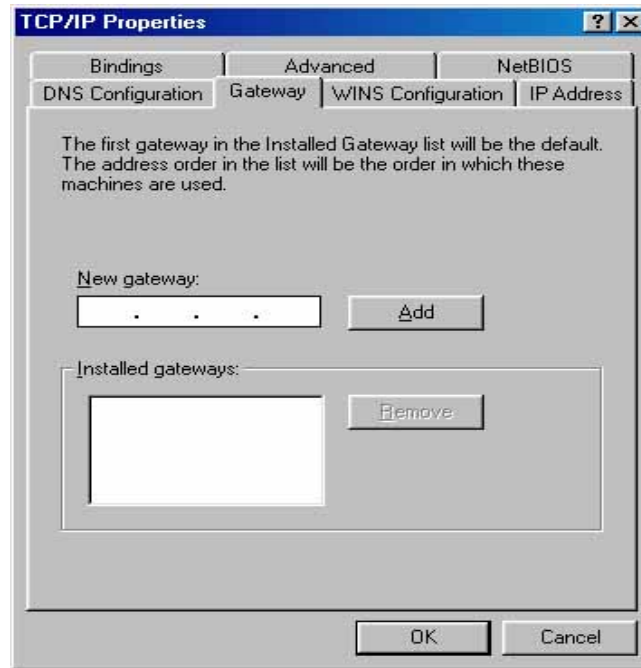 TCP/IP Properties
Bindings
Advanced
NetBIOS
DNS Configuration
Gateway
WINS Configuration
IP Address
The first gateway in the Installed Gateway list will be the default.
The address order in the list will be the order in which these
machines are used.
New gateway:
. . .
Add
Installed gateways:
Remove
OK
Cancel